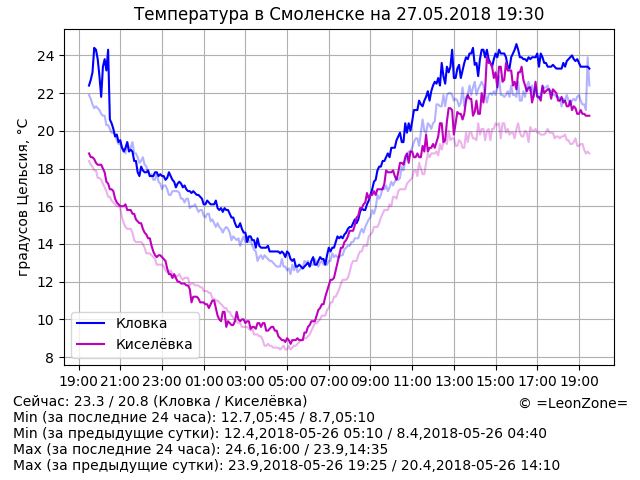 Температура в Смоленске на 27.05.2018 19:30
градусов Цельсия, °C
24
22
20
18
16
14
12
10
8
Кловка
Киселёвка
19:00 21:00 23:00 01:00 03:00 05:00 07:00 09:00 11:00 13:00 15:00 17:00 19:00
Сейчас: 23.3 / 20.8 (Кловка / Киселёвка)
© =LeonZone=
Min (за последние 24 часа): 12.7,05:45 / 8.7,05:10
Min (за предыдущие сутки): 12.4,2018-05-26 05:10 / 8.4,2018-05-26 04:40
Max (за последние 24 часа): 24.6,16:00 / 23.9,14:35
Max (за предыдущие сутки): 23.9,2018-05-26 19:25 / 20.4,2018-05-26 14:10